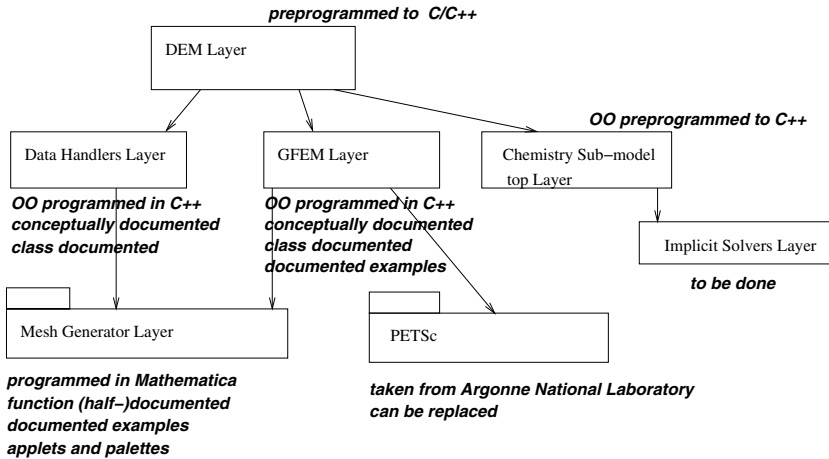 preprogrammed to C/C++
DEM Layer
OO preprogrammed to C++
Data Handlers Layer
GFEM Layer
Chemistry Sub−model
top Layer
OO programmed in C++
conceptually documented
class documented
OO programmed in C++
conceptually documented
class documented
documented examples
Implicit Solvers Layer
to be done
Mesh Generator Layer
PETSc
programmed in Mathematica
function (half−)documented
documented examples
applets and palettes
taken from Argonne National Laboratory
can be replaced